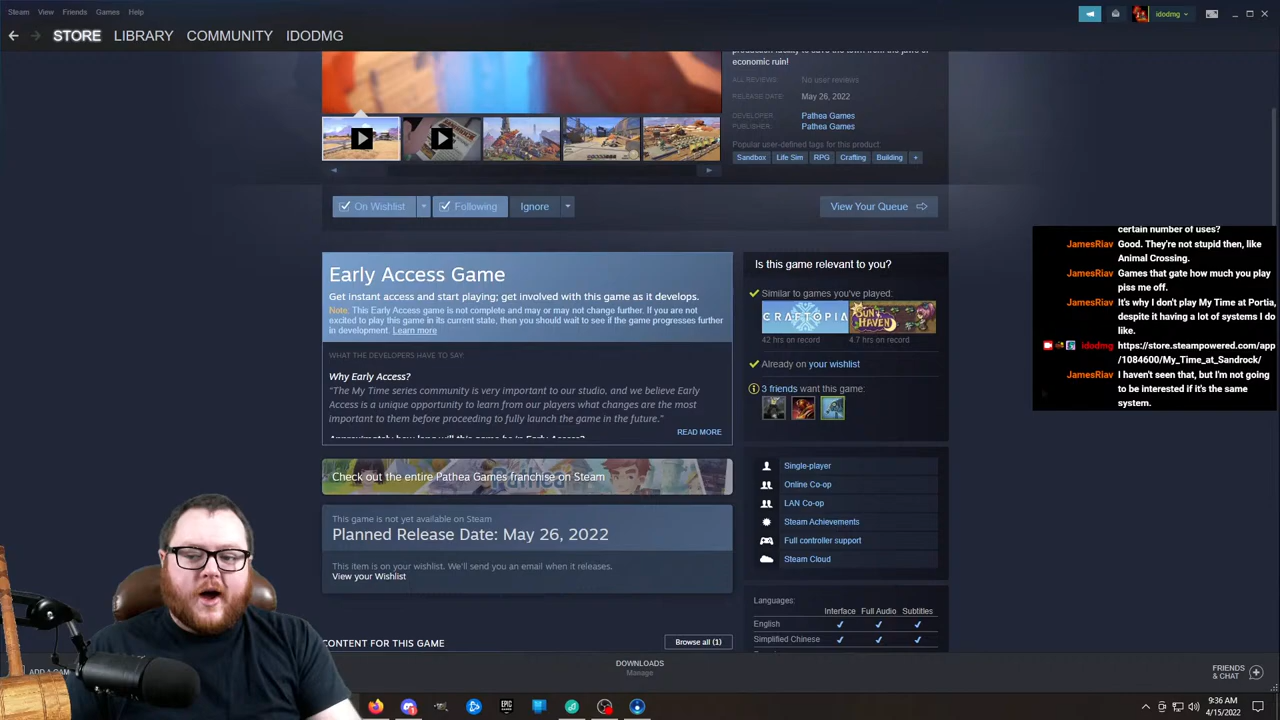 Steam View Friends Games Help
idodmg
STORE LIBRARY COMMUNITY IDODMG
economic ruin!
ALL REVIEWS: No user reviews
RELEASE DATE: May 26, 2022
DEVELOPER: Pathea Games
PUBLISHER: Pathea Games
Popular user-defined tags for this product
Sandbox Life Sim RPG Crafting Building +
On Wishlist Following Ignore View Your Queue
Early Access Game
Get instant access and start playing; get involved with this game as it develops.
Note: This Early Access game is not complete and may or may not change further. If you are
not excited to play this game in its current state, then you should wait to see if the game progresses further
in development. Learn more
WHAT THE DEVELOPERS HAVE TO SAY:
Why Early Access?
"The My Time series community is very important to our studio, and we believe Early
Access is a unique opportunity to learn from our players what changes are the most
important to them before proceeding to fully launch the game in the future."
Approximately how long will this game be in Early Access?
READ MORE
Check out the entire Pathea Games franchise on Steam
This game is not yet available on Steam
Planned Release Date: May 26, 2022
This item is on your wishlist. We'll send you an email when it releases.
View your Wishlist
CONTENT FOR THIS GAME Browse all (1)
Is this game relevant to you?
Similar to games you've played:
CRAFTOPIA SUN HAVEN
42 hrs on record 4.7 hrs on record
Already on your wishlist
3 friends want this game:
Single-player
Online Co-op
LAN Co-op
Steam Achievements
Full controller support
Steam Cloud
Languages:
Interface Full Audio Subtitles
English ✔ ✔ ✔
Simplified Chinese ✔ ✔ ✔
certain number of uses?
JamesRiav Good. They're not stupid then, like
Animal Crossing.
JamesRiav Games that gate how much you play
piss me off.
JamesRiav It's why I don't play My Time at Portia,
despite it having a lot of systems I do
like.
idodmg https://store.steampowered.com/app
/1084600/My_Time_at_Sandrock/
JamesRiav I haven't seen that, but I'm not going
to be interested if it's the same
system.
DOWNLOADS
Manage
FRIENDS
& CHAT
EPIC
9:36 AM
4/15/2022